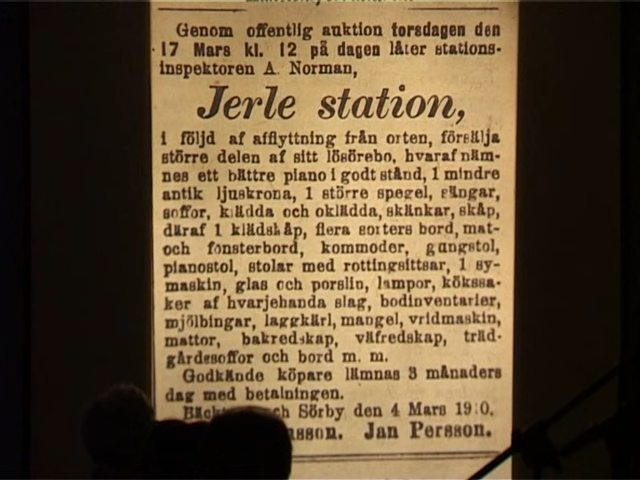 Genom offentlig auktion torsdagen den
17 Mars kl. 12 på dagen låter stations-
inspektoren A. Norman,
Jerle station,
i följd af afflyttning från orten, försälja
större delen af sitt lösörebo, hvaraf näm-
nes ett bättre piano i godt stånd, 1 mindre
antik ljuskrona, 1 större spegel, sängar,
soffor, klädda och oklädda, skänkar, skåp,
däraf 1 klädskåp, flera sorters bord, mat-
och fönsterbord, kommoder, gungstol,
pianostol, stolar med rottingsittsar, 1 sy-
maskin, glas och porslin, lampor, kökssa-
ker af hvarjehanda slag, bodinventarier,
mjölbingar, laggkärl, mangel, vridmaskin,
mattor, bakredskap, väfredskap, träd-
gårdssoffor och bord m. m.
Godkände köpare lämnas 3 månaders
dag med betalningen.
Sörby den 4 Mars 1910.
Jan Persson.